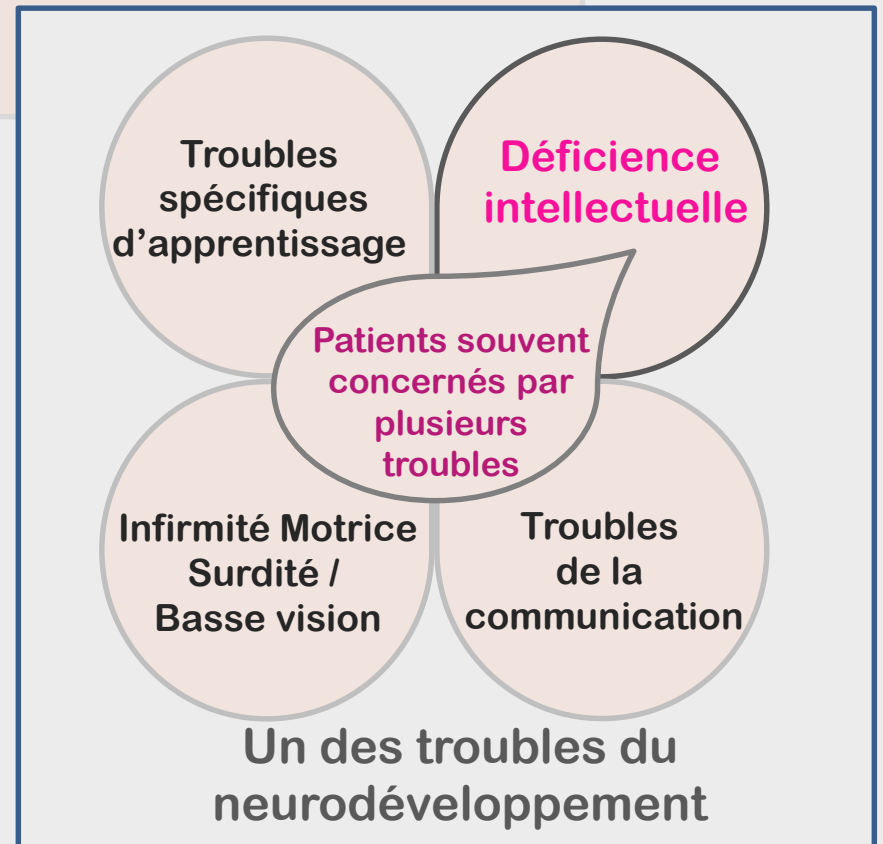 Troubles
spécifiques
d’apprentissage
Déficience
intellectuelle
Patients souvent
concernés par
plusieurs
troubles
Infirmité Motrice
Surdité /
Basse vision
Troubles
de la
communication
Un des troubles du
neurodéveloppement